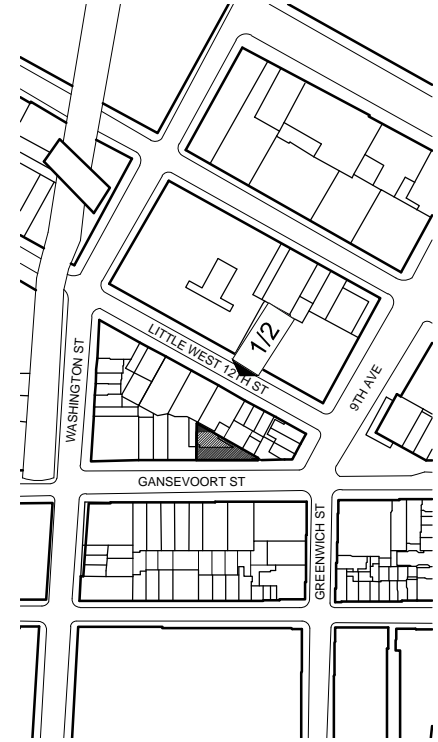 1/2
LITTLE WEST 12TH ST
WASHINGTON ST
9TH AVE
GANSEVOORT ST
GREENWICH ST